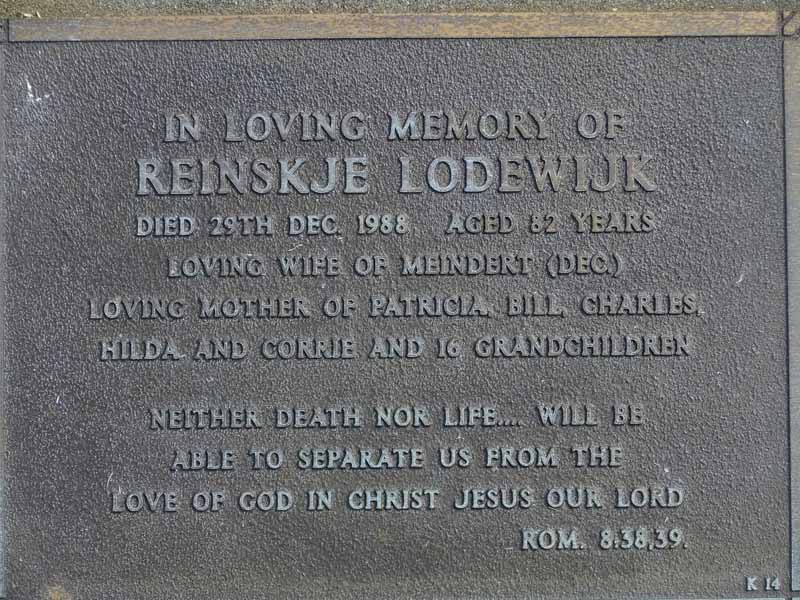 IN LOVING MEMORY OF
REINSKJE LODEWIJK
DIED 29TH DEC. 1988 AGED 82 YEARS
LOVING WIFE OF MEINDERT (DEC.)
LOVING MOTHER OF PATRICIA, BILL, CHARLES,
HILDA AND CORRIE AND 16 GRANDCHILDREN
NEITHER DEATH NOR LIFE.... WILL BE
ABLE TO SEPARATE US FROM THE
LOVE OF GOD IN CHRIST JESUS OUR LORD
ROM. 8:38,39.
K 14